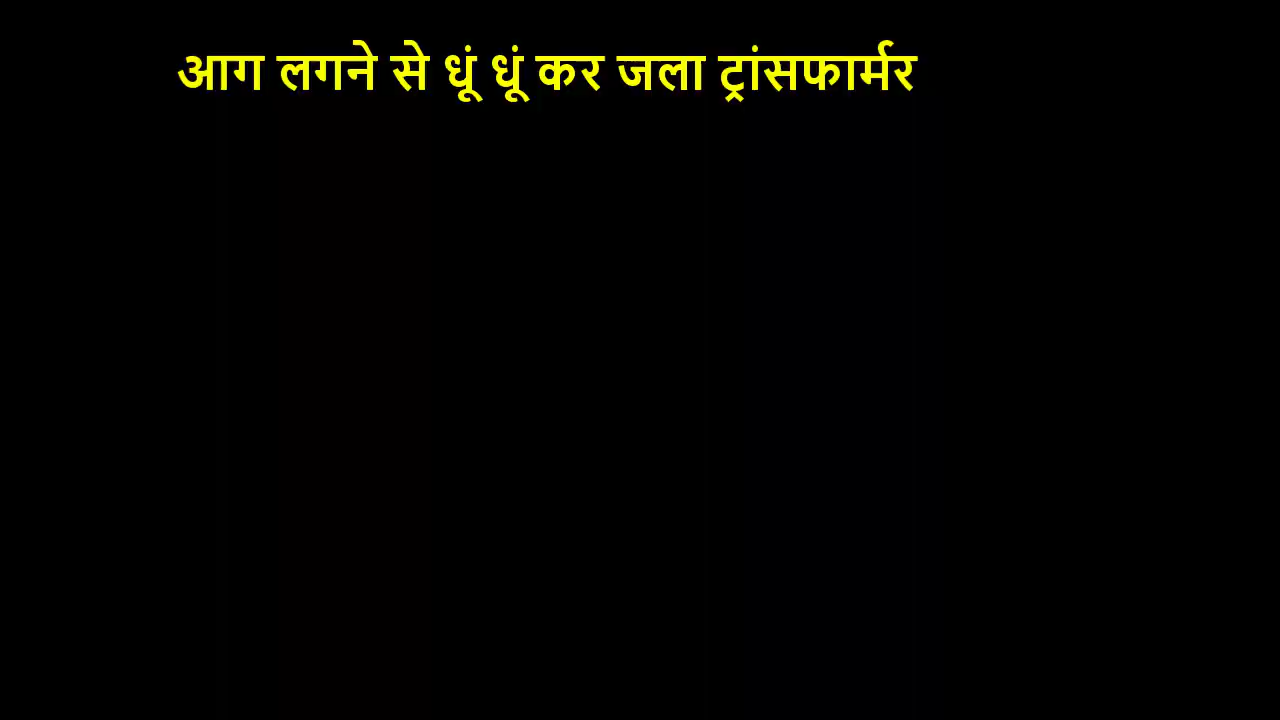 आग लगने से धूं धूं कर जला ट्रांसफार्मर